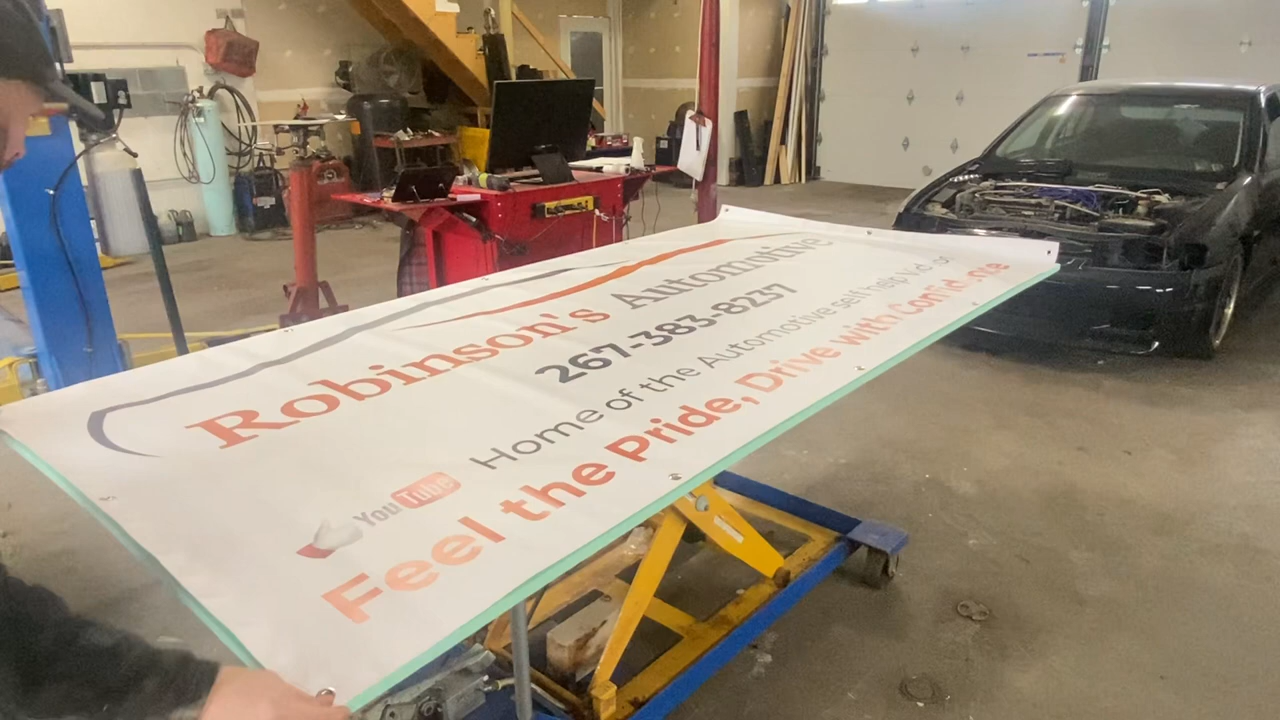 Robinson's Automotive
267-383-8237
Home of the Automotive self help
YouTube
Feel the Pride, Drive with Confidence